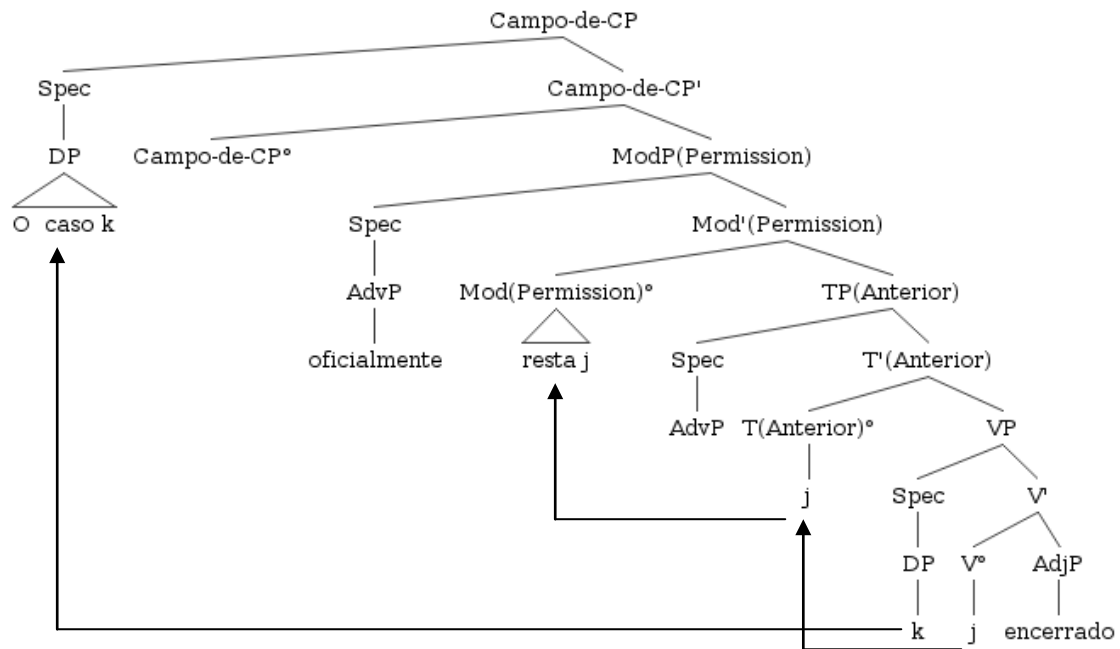 Campo-de-CP
Spec Campo-de-CP'
DP Campo-de-CP° ModP(Permission)
O caso k Spec Mod'(Permission)
AdvP Mod(Permission)° TP(Anterior)
oficialmente resta j Spec T'(Anterior)
AdvP T(Anterior)° VP
j Spec V'
DP V° AdjP
k j encerrado